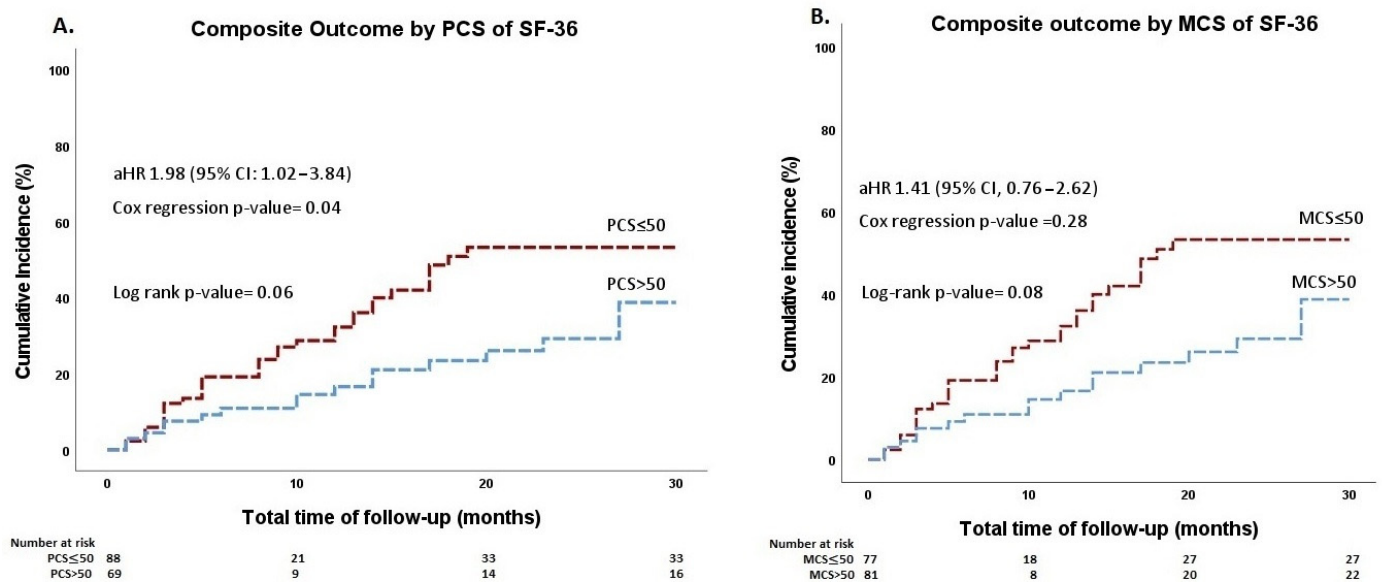 A.
Composite Outcome by PCS of SF-36
100
80
60
40
20
0
Cumulative Incidence (%)
aHR 1.98 (95% CI: 1.02–3.84)
Cox regression p-value= 0.04
Log rank p-value= 0.06
PCS≤50
PCS>50
0 10 20 30
Total time of follow-up (months)
Number at risk
PCS≤50 88 21 33 33
PCS>50 69 9 14 16
B.
Composite outcome by MCS of SF-36
100
80
60
40
20
0
Cumulative incidence (%)
aHR 1.41 (95% CI, 0.76–2.62)
Cox regression p-value =0.28
Log-rank p-value= 0.08
MCS≤50
MCS>50
0 10 20 30
Total time of follow-up (months)
Number at risk
MCS≤50 77 18 27 27
MCS>50 81 8 20 22